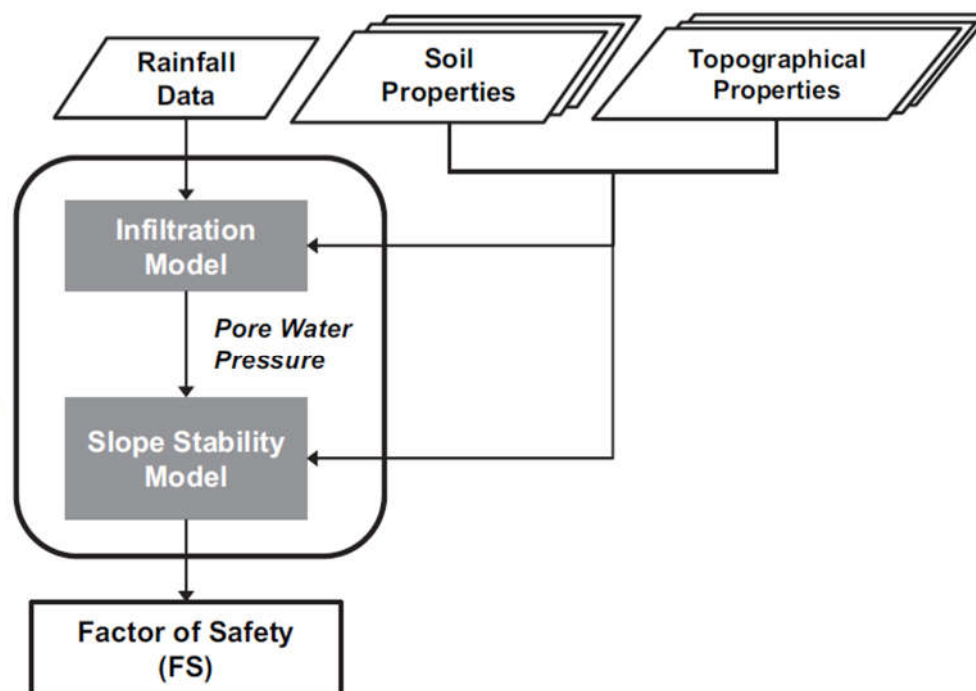 Rainfall
Data
Soil
Properties
Topographical
Properties
Infiltration
Model
Pore Water
Pressure
Slope Stability
Model
Factor of Safety
(FS)